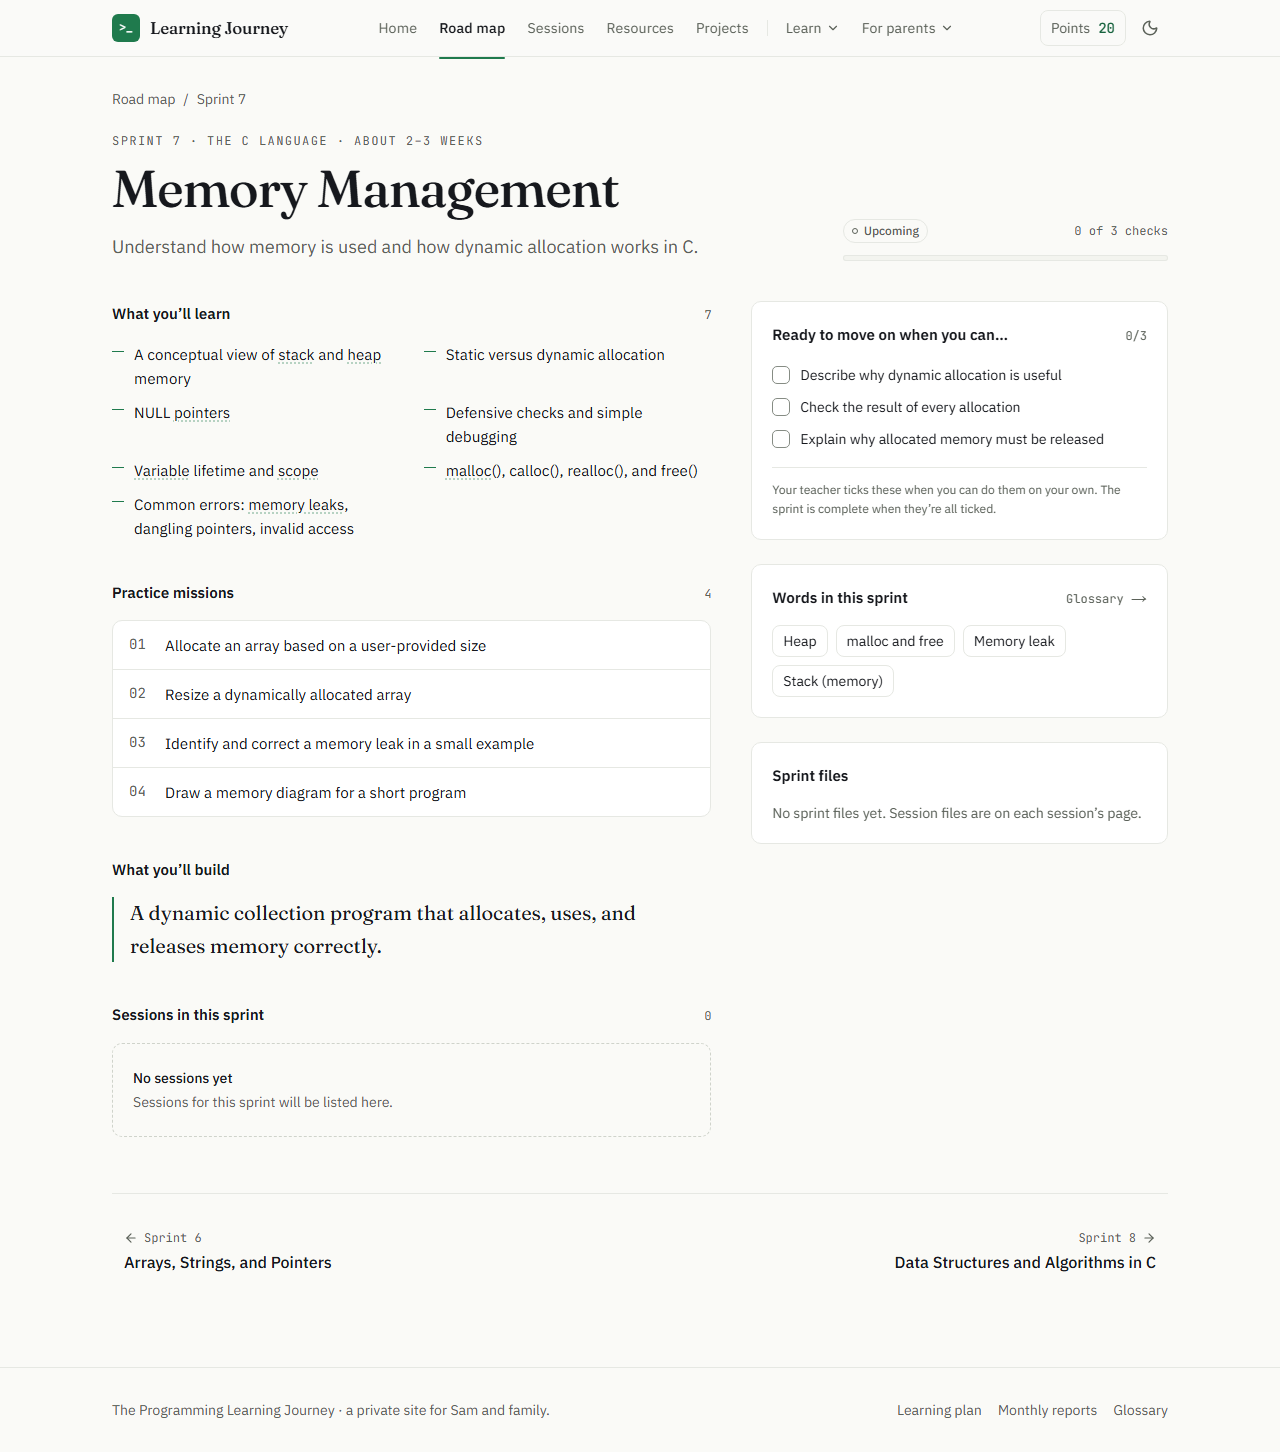 >_ Learning Journey
Home Road map Sessions Resources Projects Learn For parents
Points 20
Road map / Sprint 7
SPRINT 7 · THE C LANGUAGE · ABOUT 2–3 WEEKS
Memory Management
Understand how memory is used and how dynamic allocation works in C.
Upcoming
0 of 3 checks
What you’ll learn 7
A conceptual view of stack and heap
memory
Static versus dynamic allocation
NULL pointers
Defensive checks and simple
debugging
Variable lifetime and scope
malloc(), calloc(), realloc(), and free()
Common errors: memory leaks,
dangling pointers, invalid access
Practice missions 4
01 Allocate an array based on a user-provided size
02 Resize a dynamically allocated array
03 Identify and correct a memory leak in a small example
04 Draw a memory diagram for a short program
What you’ll build
A dynamic collection program that allocates, uses, and
releases memory correctly.
Sessions in this sprint 0
No sessions yet
Sessions for this sprint will be listed here.
Ready to move on when you can… 0/3
Describe why dynamic allocation is useful
Check the result of every allocation
Explain why allocated memory must be released
Your teacher ticks these when you can do them on your own. The
sprint is complete when they’re all ticked.
Words in this sprint Glossary →
Heap malloc and free Memory leak
Stack (memory)
Sprint files
No sprint files yet. Session files are on each session’s page.
← Sprint 6
Arrays, Strings, and Pointers
Sprint 8 →
Data Structures and Algorithms in C
The Programming Learning Journey · a private site for Sam and family.
Learning plan Monthly reports Glossary